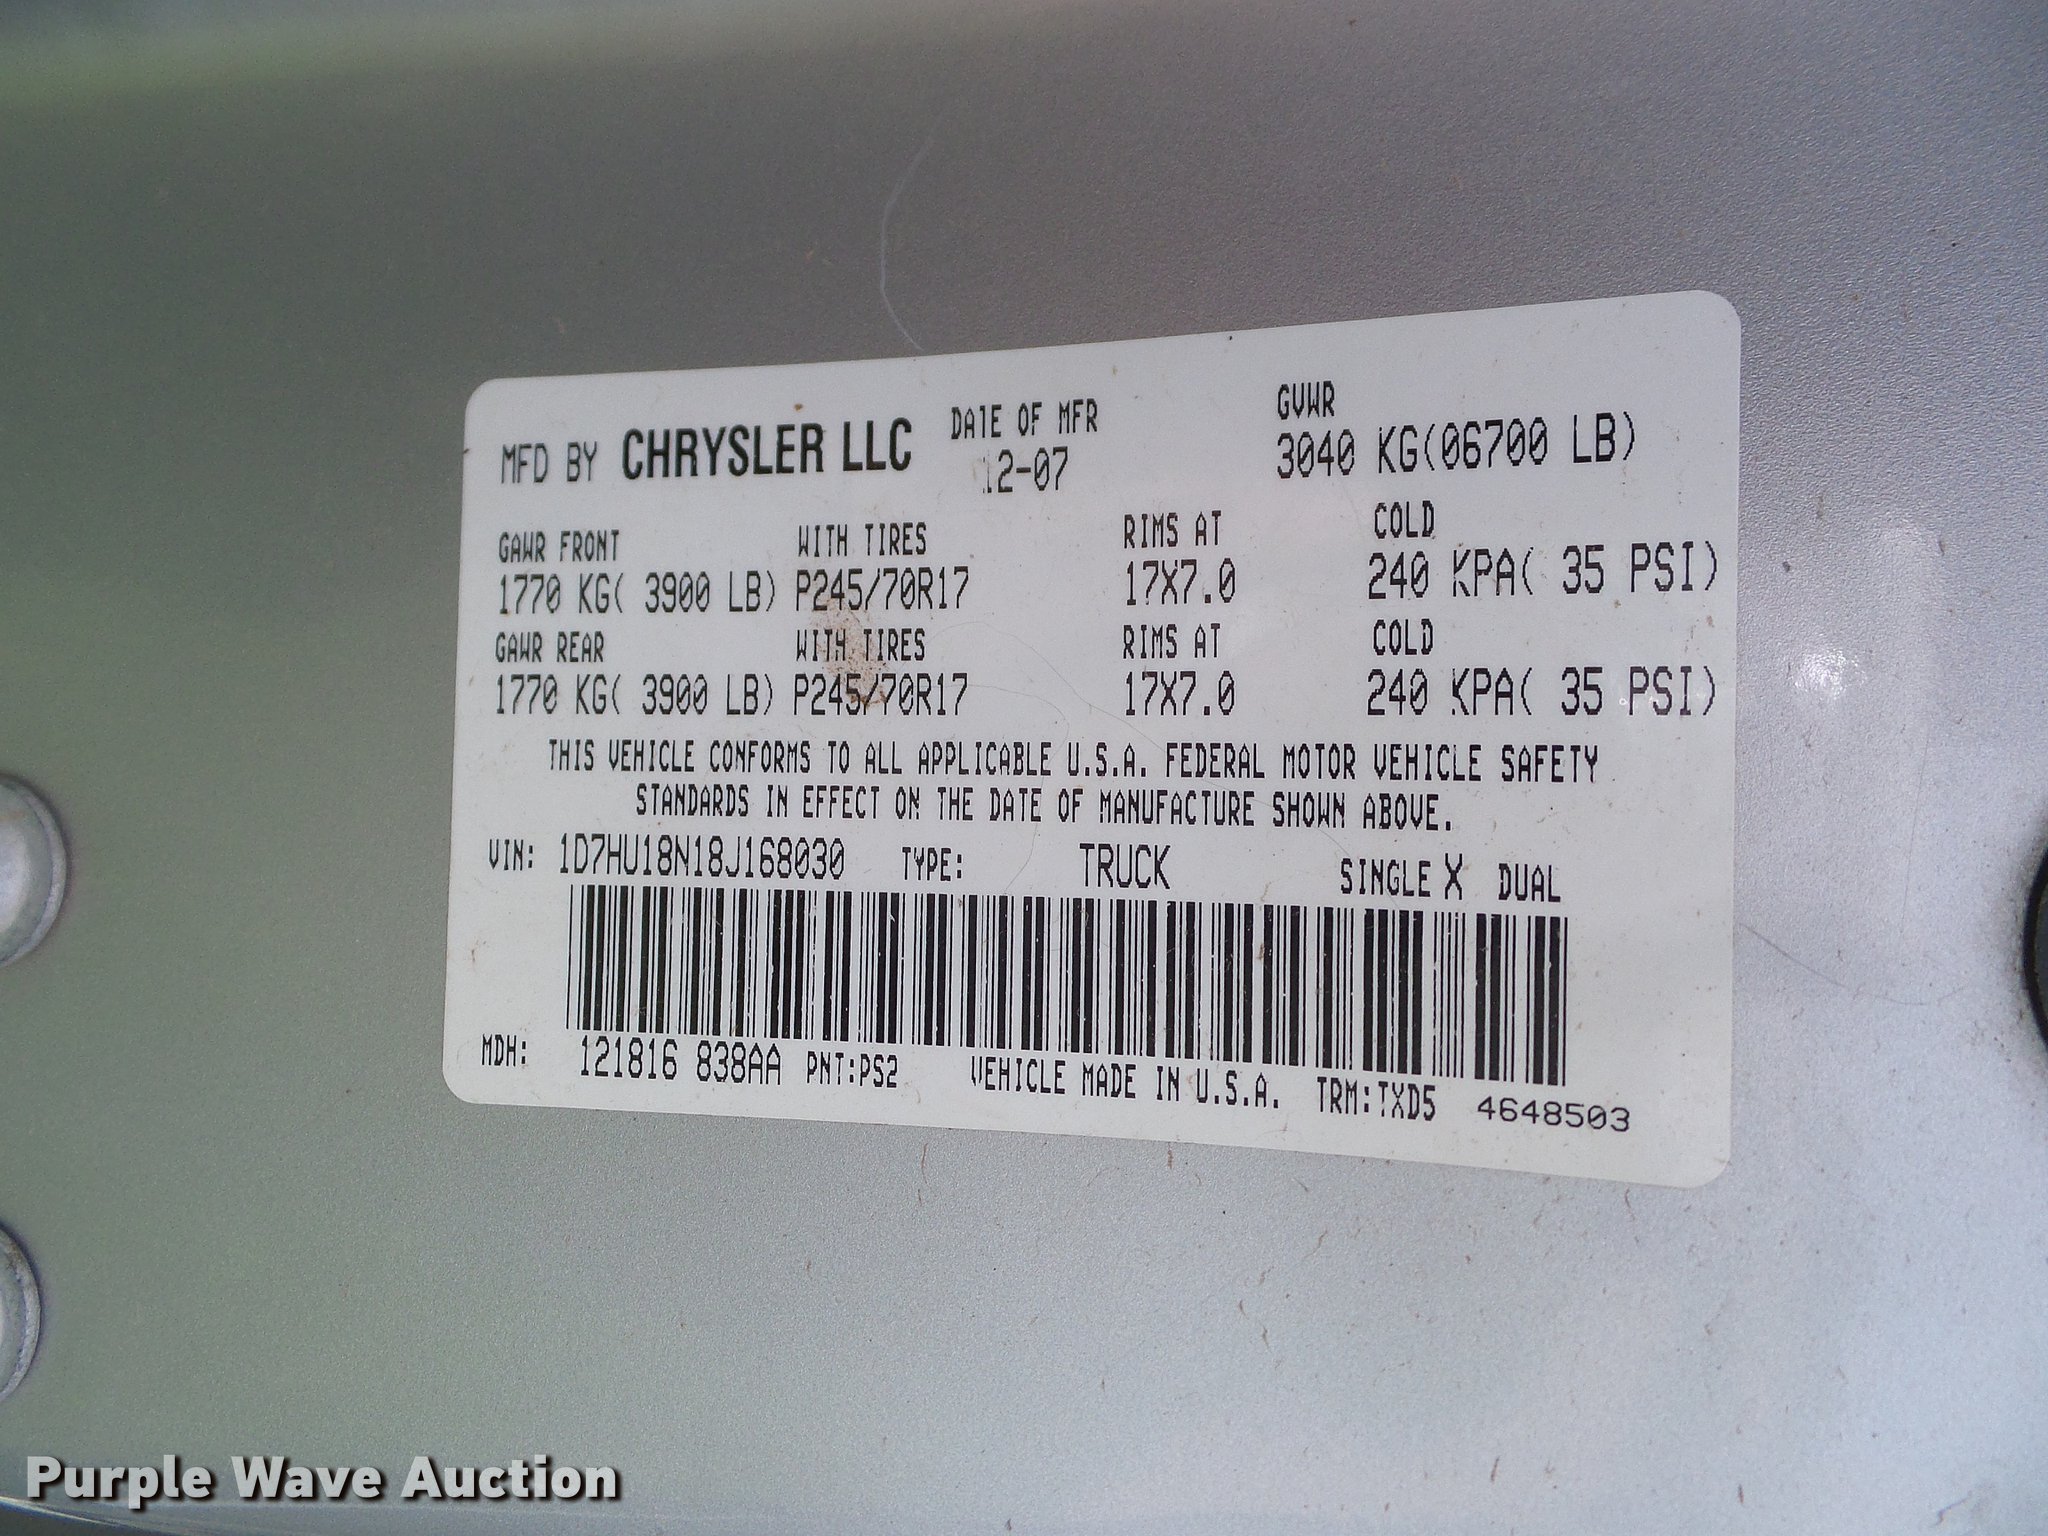 MFD BY CHRYSLER LLC DATE OF MFR GVWR
12-07 3040 KG(06700 LB)
GAWR FRONT WITH TIRES RIMS AT COLD
1770 KG( 3900 LB) P245/70R17 17X7.0 240 KPA( 35 PSI)
GAWR REAR WITH TIRES RIMS AT COLD
1770 KG( 3900 LB) P245/70R17 17X7.0 240 KPA( 35 PSI)
THIS VEHICLE CONFORMS TO ALL APPLICABLE U.S.A. FEDERAL MOTOR VEHICLE SAFETY
STANDARDS IN EFFECT ON THE DATE OF MANUFACTURE SHOWN ABOVE.
VIN: 1D7HU18N18J168030 TYPE: TRUCK SINGLE X DUAL
MDH: 121816 838AA PNT:PS2 VEHICLE MADE IN U.S.A. TRM:TXD5 4648503
Purple Wave Auction